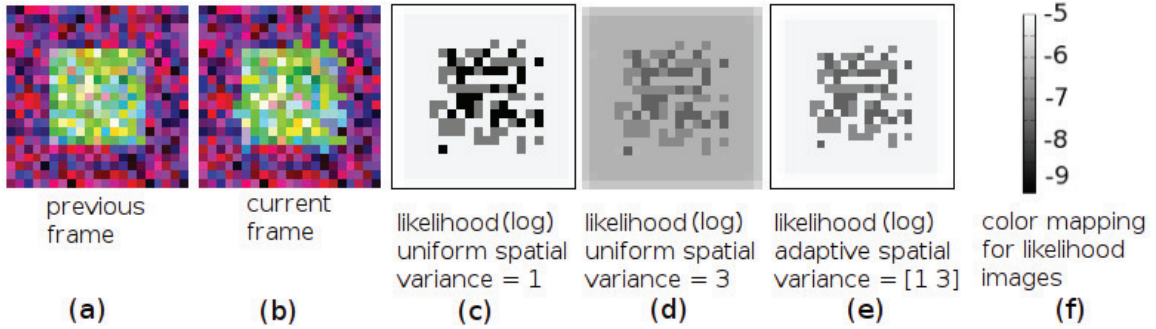 previous
frame
(a)
current
frame
(b)
likelihood (log)
uniform spatial
variance = 1
(c)
likelihood (log)
uniform spatial
variance = 3
(d)
likelihood (log)
adaptive spatial
variance = [1 3]
(e)
-5
-6
-7
-8
-9
color mapping
for likelihood
images
(f)